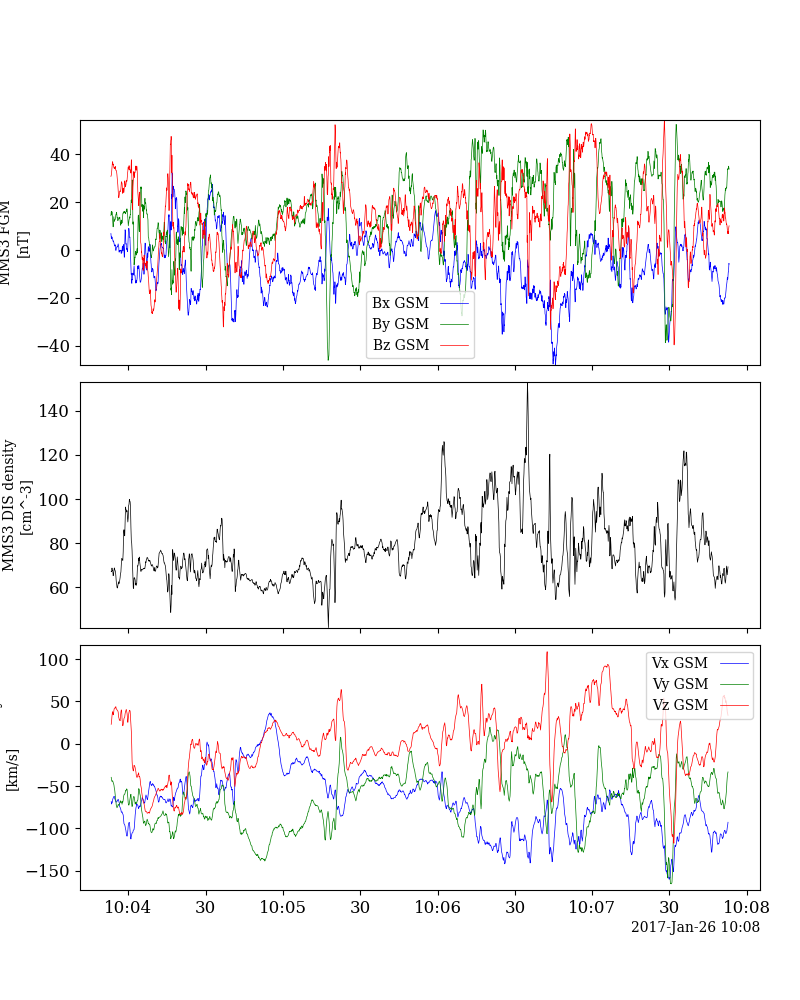 40
20
0
−20
−40
MMS3 FGM
[nT]
Bx GSM
By GSM
Bz GSM
140
120
100
80
60
MMS3 DIS density
[cm^-3]
100
50
0
−50
−100
−150
[km/s]
Vx GSM
Vy GSM
Vz GSM
10:04 30 10:05 30 10:06 30 10:07 30 10:08
2017-Jan-26 10:08